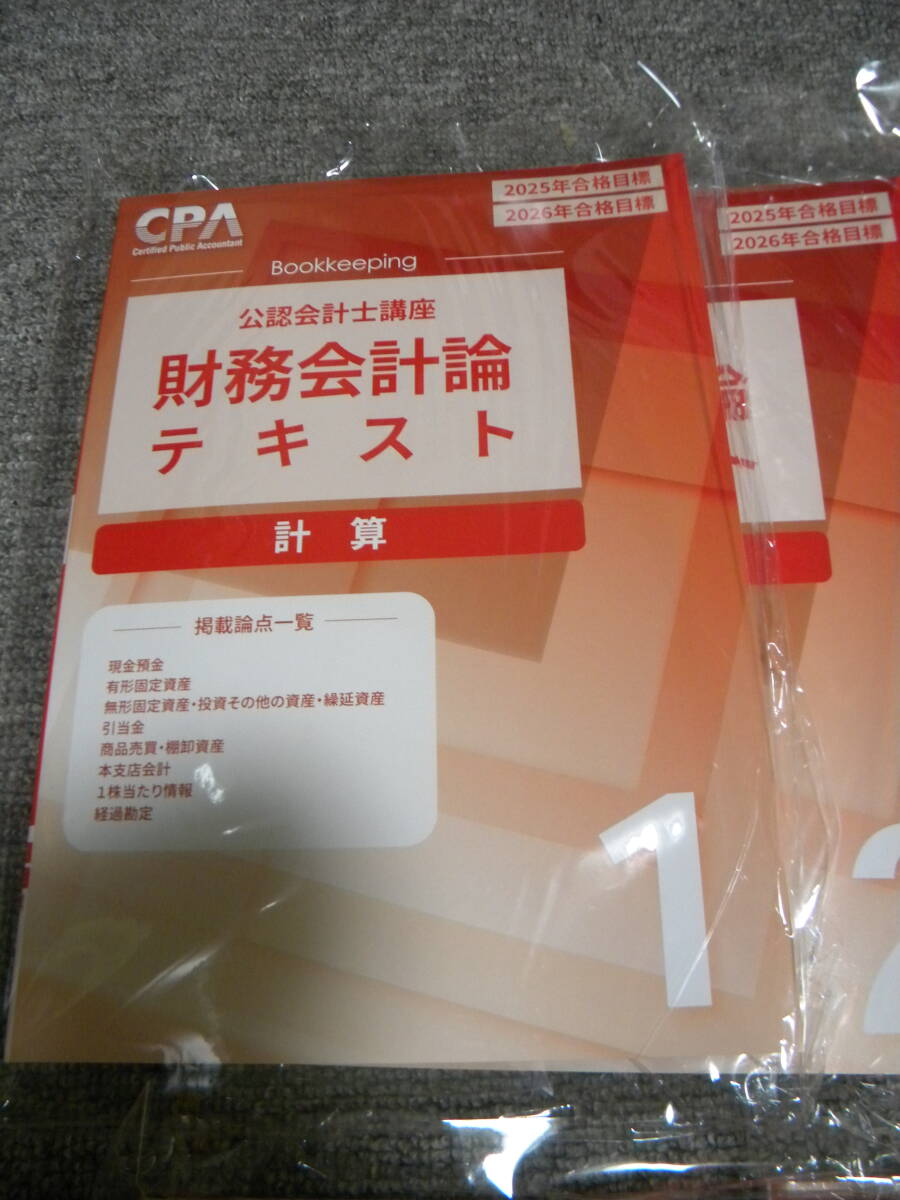 CPA
Certified Public Accountant
2025年合格目標
2026年合格目標
Bookkeeping
公認会計士講座
財務会計論
テキスト
計算
掲載論点一覧
現金預金
有形固定資産
無形固定資産・投資その他の資産・繰延資産
引当金
商品売買・棚卸資産
本支店会計
1株当たり情報
経過勘定
1
2025年合格目標
2026年合格目標
論
ト
2